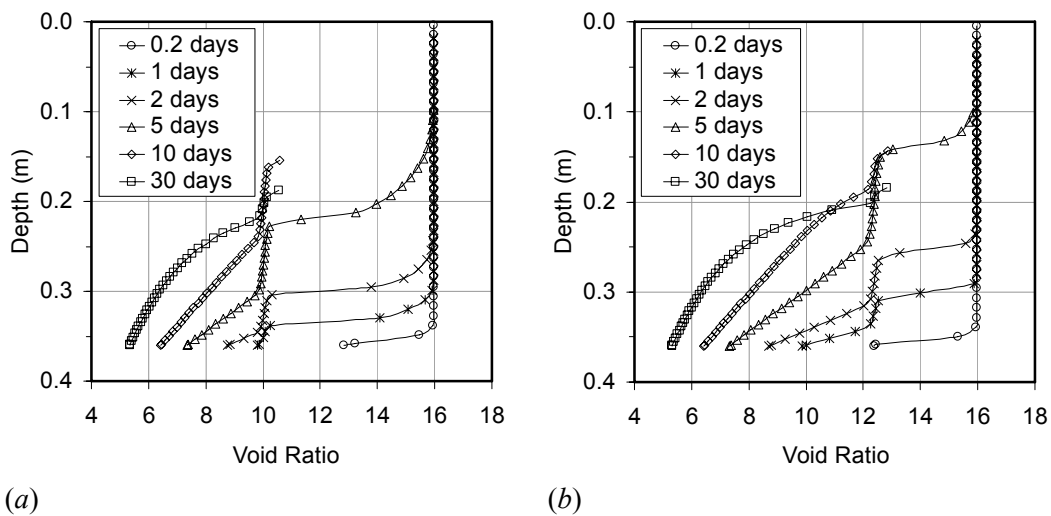 0.0
0.1
0.2
0.3
0.4
Depth (m)
0.2 days
1 days
2 days
5 days
10 days
30 days
4 6 8 10 12 14 16 18
Void Ratio
(a)
0.0
0.1
0.2
0.3
0.4
Depth (m)
0.2 days
1 days
2 days
5 days
10 days
30 days
4 6 8 10 12 14 16 18
Void Ratio
(b)